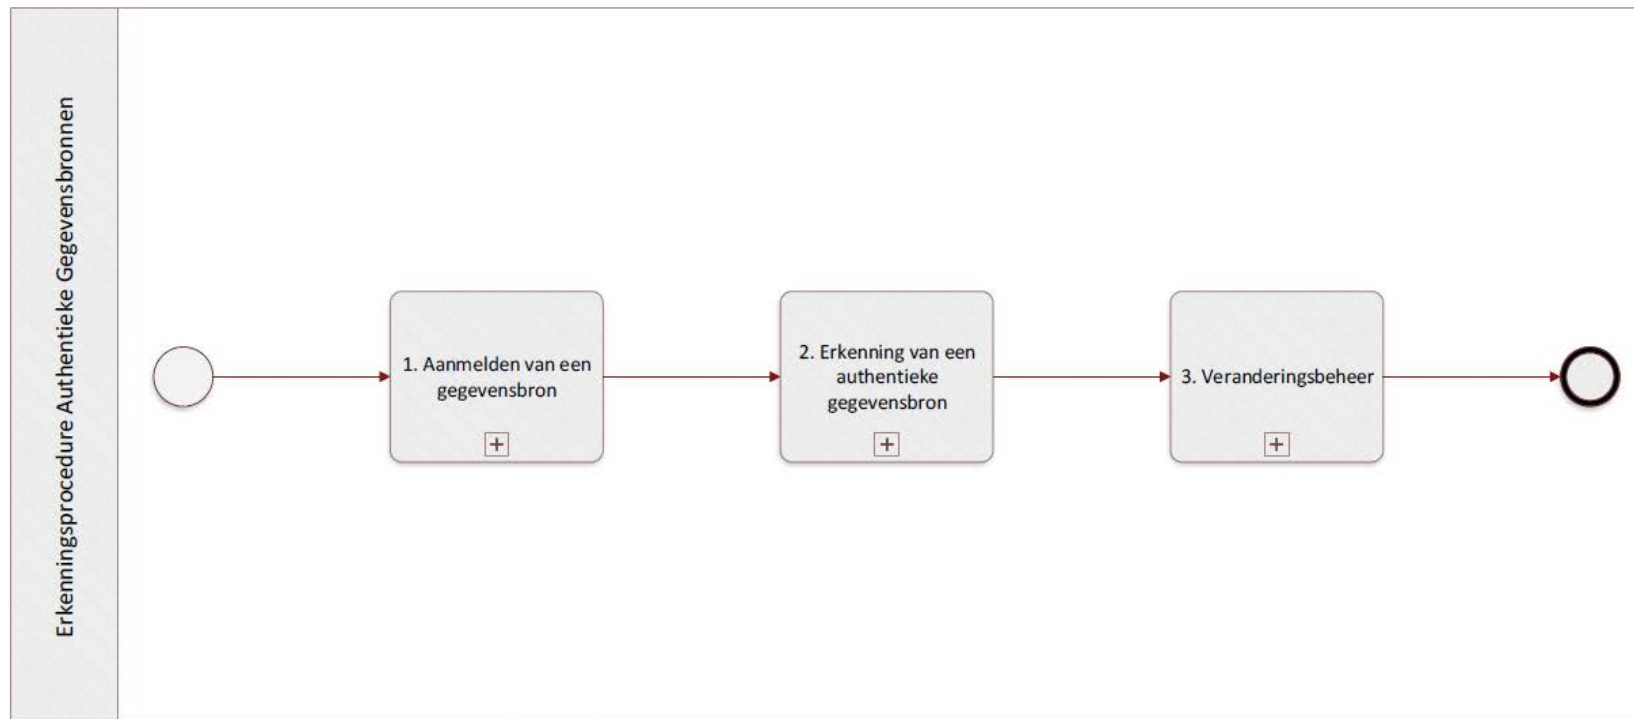 Erkenningsprocedure Authentieke Gegevensbronnen
1. Aanmelden van een
gegevensbron
2. Erkenning van een
authentieke
gegevensbron
3. Veranderingsbeheer